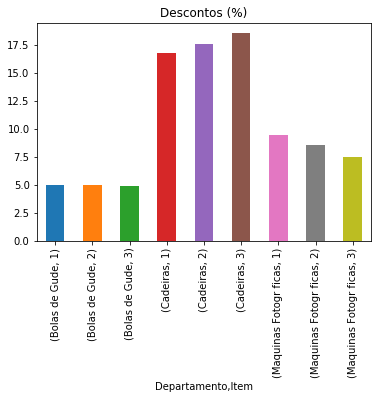 Descontos (%)
17.5
15.0
12.5
10.0
7.5
5.0
2.5
0.0
(Bolas de Gude, 1)
(Bolas de Gude, 2)
(Bolas de Gude, 3)
(Cadeiras, 1)
(Cadeiras, 2)
(Cadeiras, 3)
(Maquinas Fotogr ficas, 1)
(Maquinas Fotogr ficas, 2)
(Maquinas Fotogr ficas, 3)
Departamento,Item